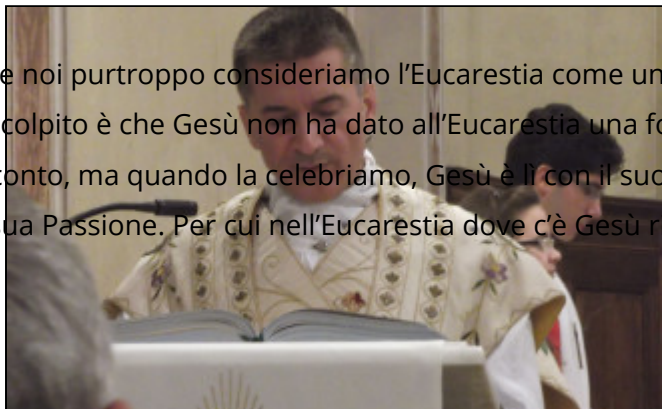 e noi purtroppo consideriamo l’Eucarestia come un
colpito è che Gesù non ha dato all’Eucarestia una fo
onto, ma quando la celebriamo, Gesù è lì con il suo
ua Passione. Per cui nell’Eucarestia dove c’è Gesù r